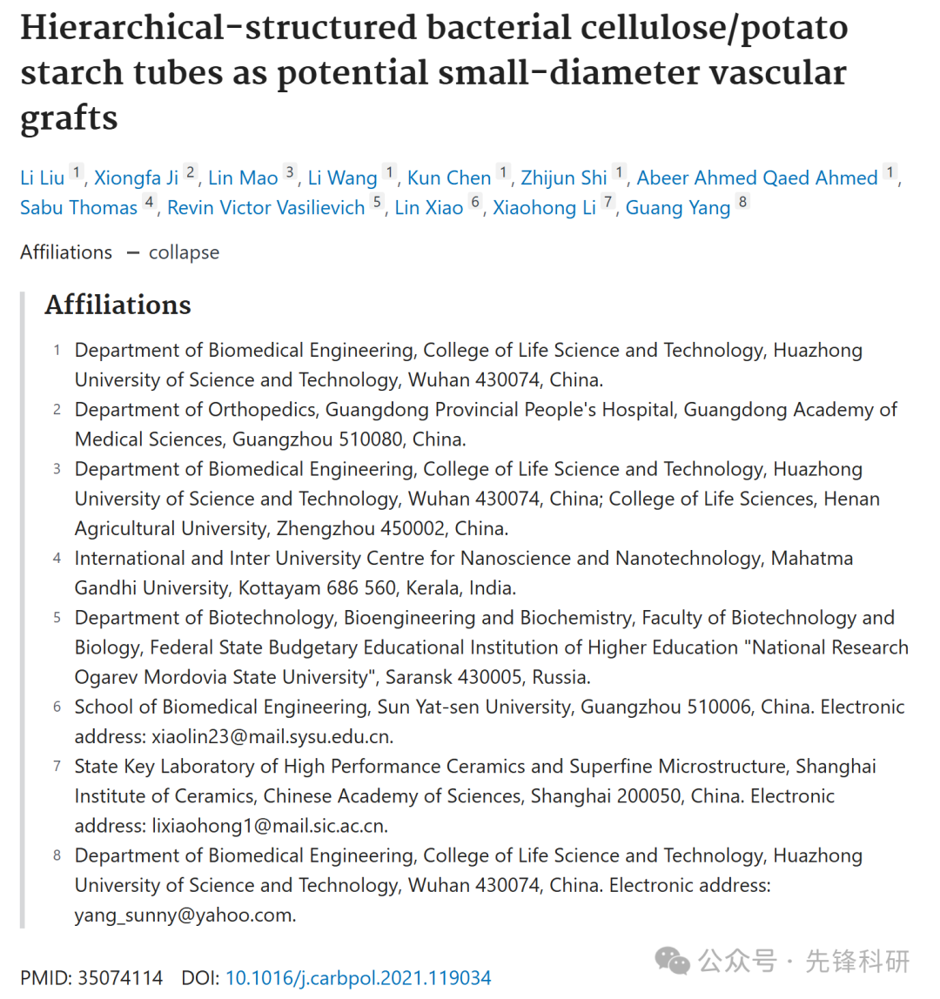 Hierarchical-structured bacterial cellulose/potato
starch tubes as potential small-diameter vascular
grafts
Li Liu 1, Xiongfa Ji 2, Lin Mao 3, Li Wang 1, Kun Chen 1, Zhijun Shi 1, Abeer Ahmed Qaed Ahmed 1,
Sabu Thomas 4, Revin Victor Vasilievich 5, Lin Xiao 6, Xiaohong Li 7, Guang Yang 8
Affiliations – collapse
Affiliations
1 Department of Biomedical Engineering, College of Life Science and Technology, Huazhong
University of Science and Technology, Wuhan 430074, China.
2 Department of Orthopedics, Guangdong Provincial People's Hospital, Guangdong Academy of
Medical Sciences, Guangzhou 510080, China.
3 Department of Biomedical Engineering, College of Life Science and Technology, Huazhong
University of Science and Technology, Wuhan 430074, China; College of Life Sciences, Henan
Agricultural University, Zhengzhou 450002, China.
4 International and Inter University Centre for Nanoscience and Nanotechnology, Mahatma
Gandhi University, Kottayam 686 560, Kerala, India.
5 Department of Biotechnology, Bioengineering and Biochemistry, Faculty of Biotechnology and
Biology, Federal State Budgetary Educational Institution of Higher Education "National Research
Ogarev Mordovia State University", Saransk 430005, Russia.
6 School of Biomedical Engineering, Sun Yat-sen University, Guangzhou 510006, China. Electronic
address: xiaolin23@mail.sysu.edu.cn.
7 State Key Laboratory of High Performance Ceramics and Superfine Microstructure, Shanghai
Institute of Ceramics, Chinese Academy of Sciences, Shanghai 200050, China. Electronic
address: lixiaohong1@mail.sic.ac.cn.
8 Department of Biomedical Engineering, College of Life Science and Technology, Huazhong
University of Science and Technology, Wuhan 430074, China. Electronic address:
yang_sunny@yahoo.com.
公众号 · 先锋科研
PMID: 35074114 DOI: 10.1016/j.carbpol.2021.119034